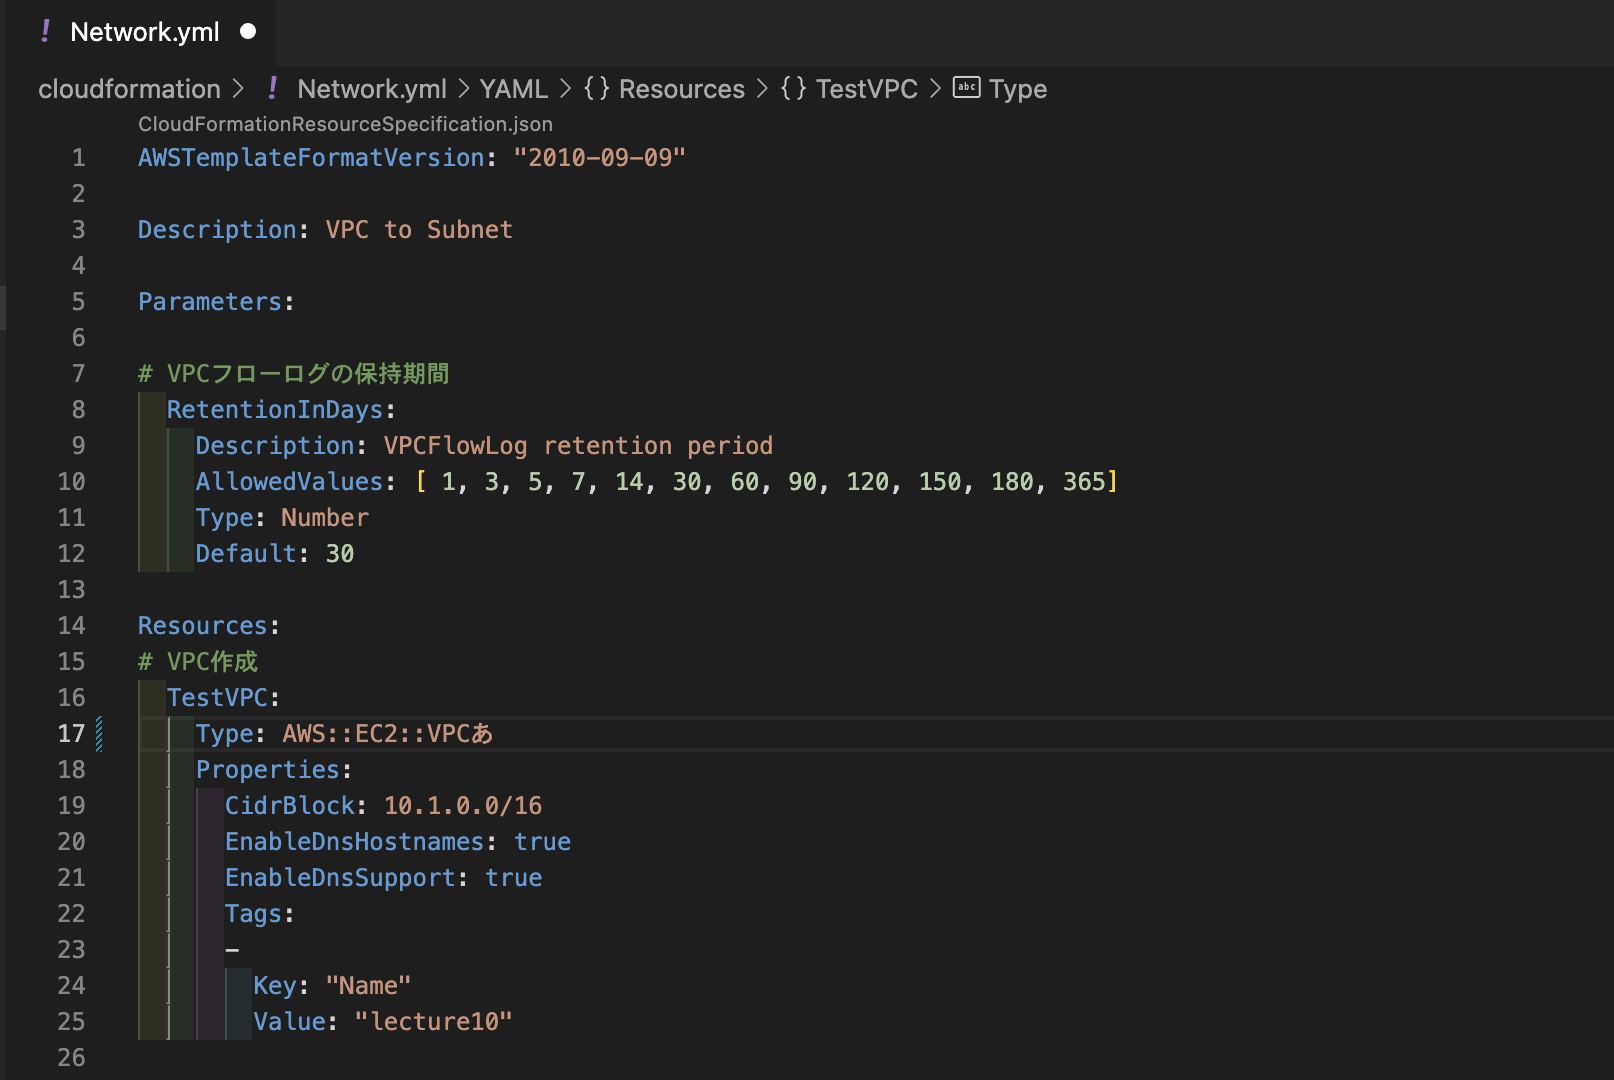 ! Network.yml ●
cloudformation > ! Network.yml > YAML > {} Resources > {} TestVPC > abc Type
CloudFormationResourceSpecification.json
1 AWSTemplateFormatVersion: "2010-09-09"
2
3 Description: VPC to Subnet
4
5 Parameters:
6
7 # VPCフローログの保持期間
8 RetentionInDays:
9 Description: VPCFlowLog retention period
10 AllowedValues: [ 1, 3, 5, 7, 14, 30, 60, 90, 120, 150, 180, 365]
11 Type: Number
12 Default: 30
13
14 Resources:
15 # VPC作成
16 TestVPC:
17 Type: AWS::EC2::VPCあ
18 Properties:
19 CidrBlock: 10.1.0.0/16
20 EnableDnsHostnames: true
21 EnableDnsSupport: true
22 Tags:
23 -
24 Key: "Name"
25 Value: "lecture10"
26